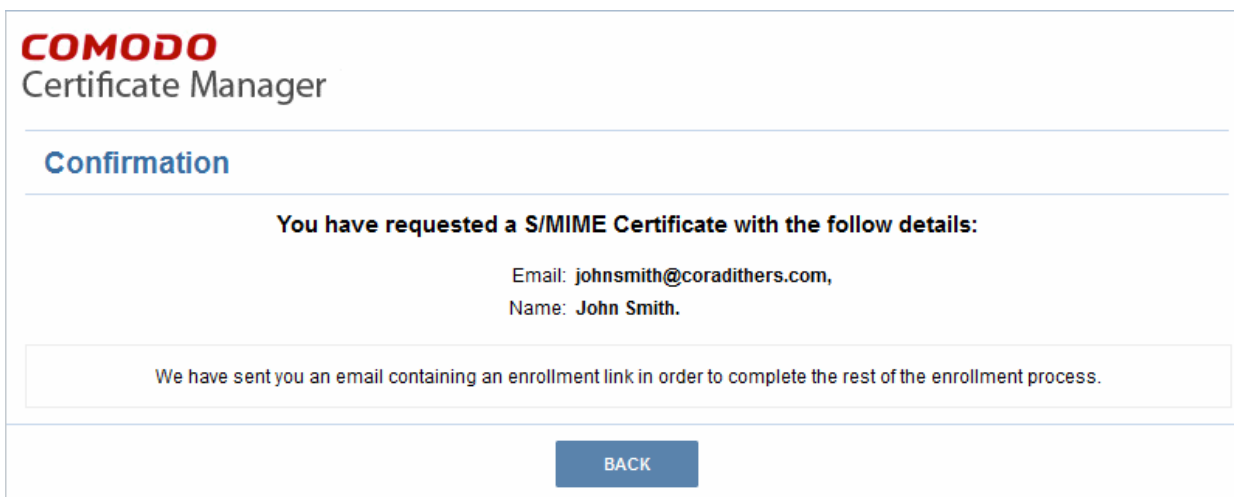 COMODO
Certificate Manager
Confirmation
You have requested a S/MIME Certificate with the follow details:
Email: johnsmith@coradithers.com,
Name: John Smith.
We have sent you an email containing an enrollment link in order to complete the rest of the enrollment process.
BACK